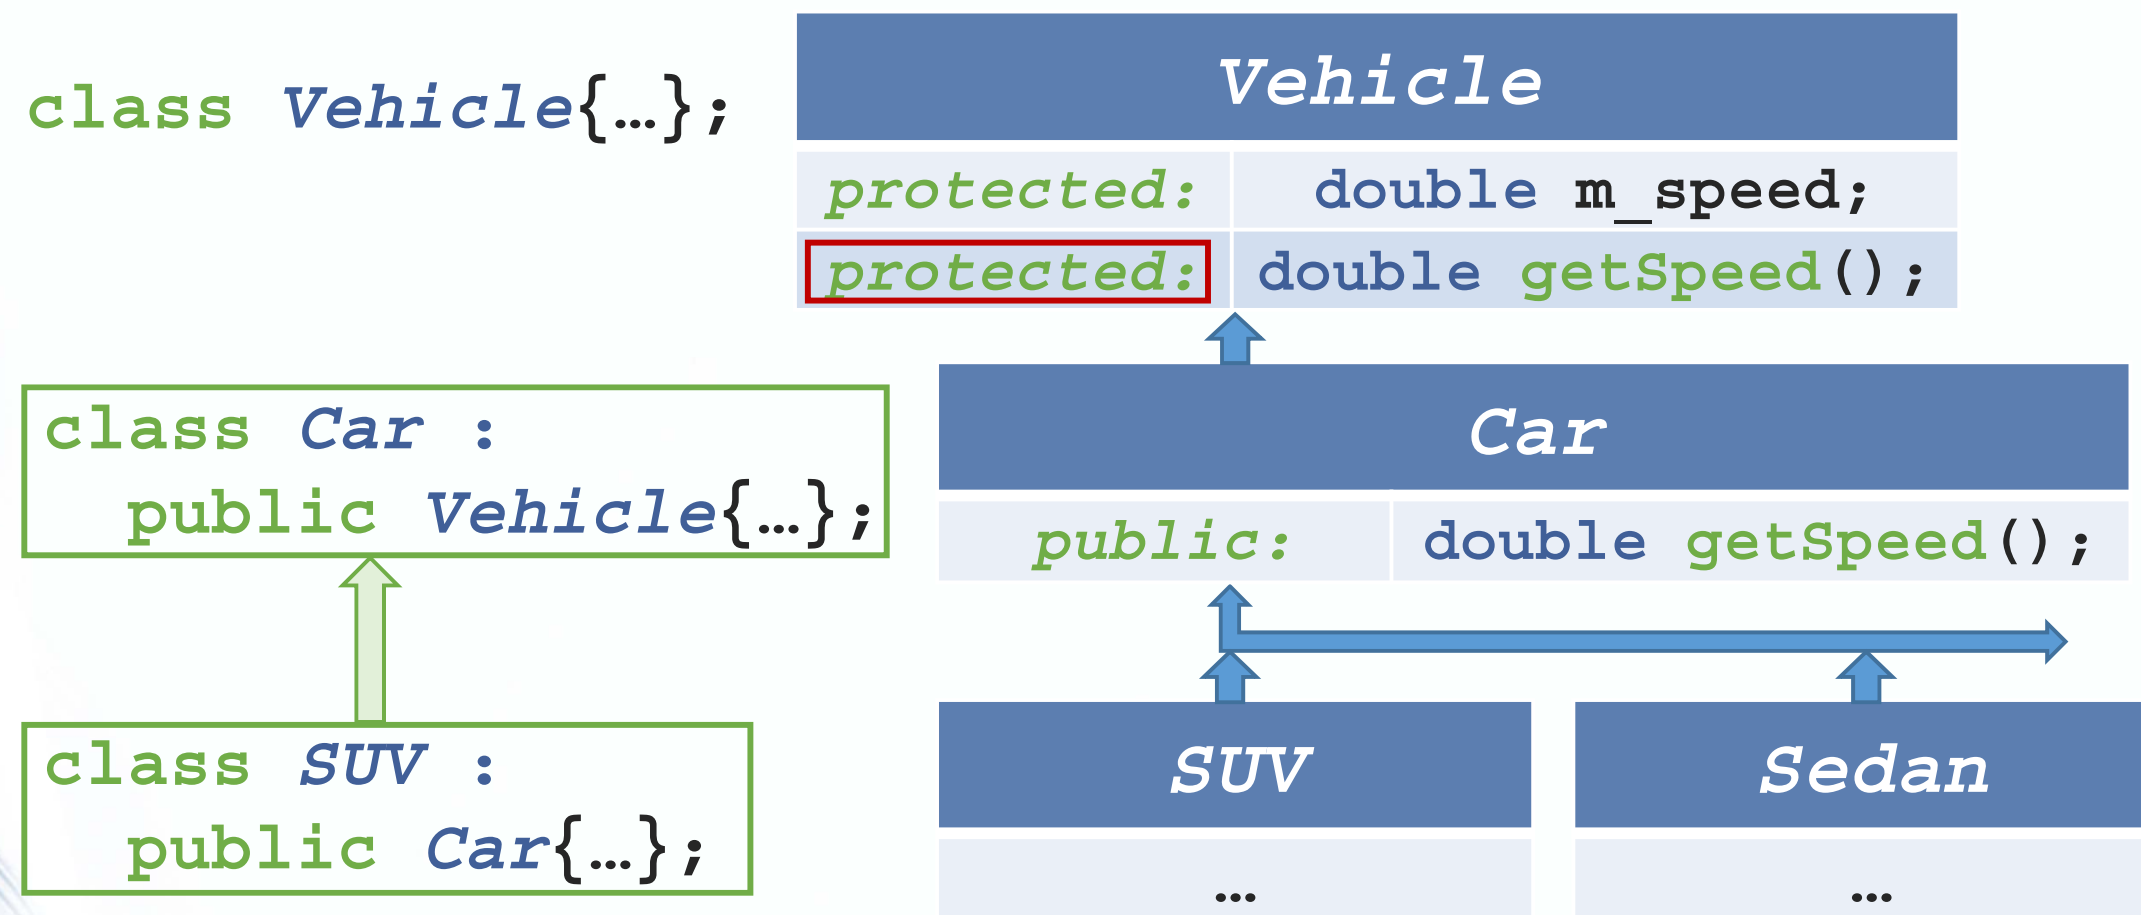 class Vehicle{…};
Vehicle
protected: double m_speed;
protected: double getSpeed();
class Car :
public Vehicle{…};
Car
public: double getSpeed();
class SUV :
public Car{…};
SUV
…
Sedan
…